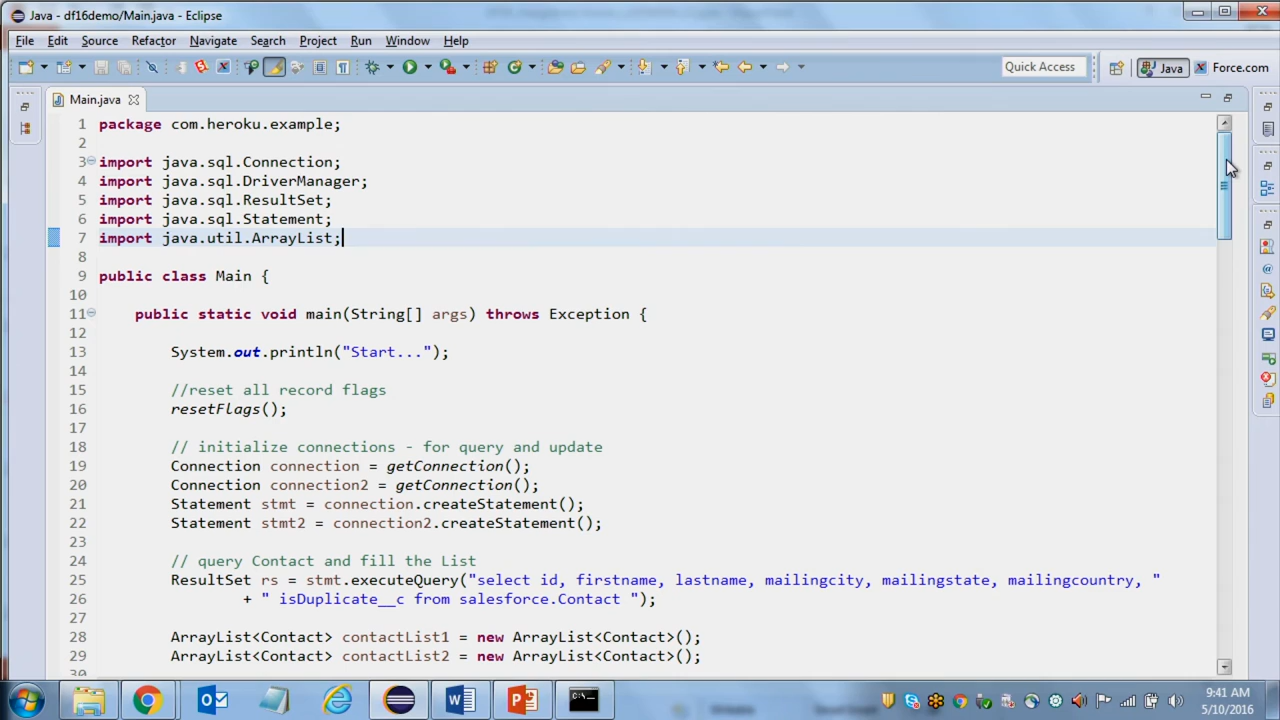 Java - df16demo/Main.java - Eclipse
File Edit Source Refactor Navigate Search Project Run Window Help
Quick Access
Java
Force.com
Main.java
1 package com.heroku.example;
2
3 import java.sql.Connection;
4 import java.sql.DriverManager;
5 import java.sql.ResultSet;
6 import java.sql.Statement;
7 import java.util.ArrayList;
8
9 public class Main {
10
11 public static void main(String[] args) throws Exception {
12
13 System.out.println("Start...");
14
15 //reset all record flags
16 resetFlags();
17
18 // initialize connections - for query and update
19 Connection connection = getConnection();
20 Connection connection2 = getConnection();
21 Statement stmt = connection.createStatement();
22 Statement stmt2 = connection2.createStatement();
23
24 // query Contact and fill the List
25 ResultSet rs = stmt.executeQuery("select id, firstname, lastname, mailingcity, mailingstate, mailingcountry, "
26 + " isDuplicate__c from salesforce.Contact ");
27
28 ArrayList<Contact> contactList1 = new ArrayList<Contact>();
29 ArrayList<Contact> contactList2 = new ArrayList<Contact>();
30
9:41 AM
5/10/2016